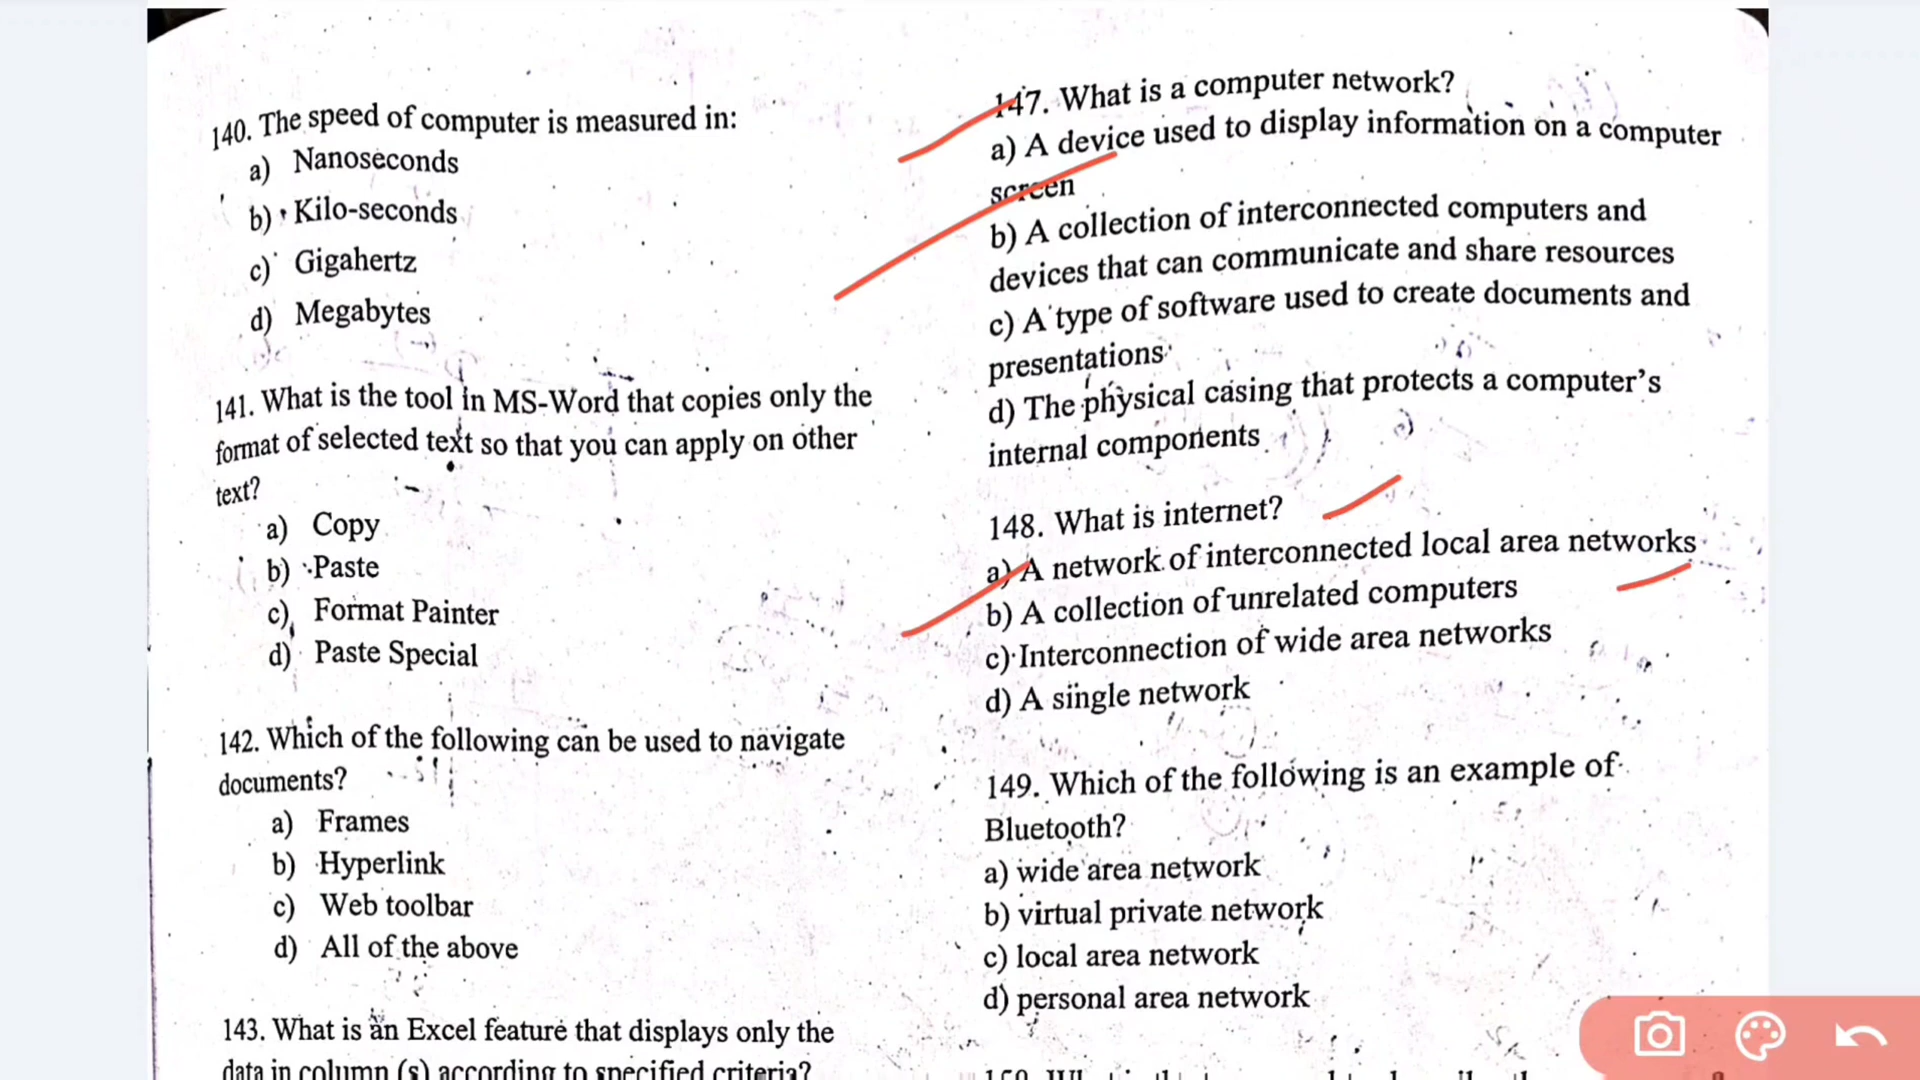 140. The speed of computer is measured in:
a) Nanoseconds
b) Kilo-seconds
c) Gigahertz
d) Megabytes
141. What is the tool in MS-Word that copies only the
format of selected text so that you can apply on other
text?
a) Copy
b) Paste
c) Format Painter
d) Paste Special
142. Which of the following can be used to navigate
documents?
a) Frames
b) Hyperlink
c) Web toolbar
d) All of the above
143. What is an Excel feature that displays only the
data in column (s) according to specified criteria?
147. What is a computer network?
a) A device used to display information on a computer
screen
b) A collection of interconnected computers and
devices that can communicate and share resources
c) A type of software used to create documents and
presentations
d) The physical casing that protects a computer's
internal components
148. What is internet?
a) A network of interconnected local area networks
b) A collection of unrelated computers
c) Interconnection of wide area networks
d) A single network
149. Which of the following is an example of
Bluetooth?
a) wide area network
b) virtual private network
c) local area network
d) personal area network